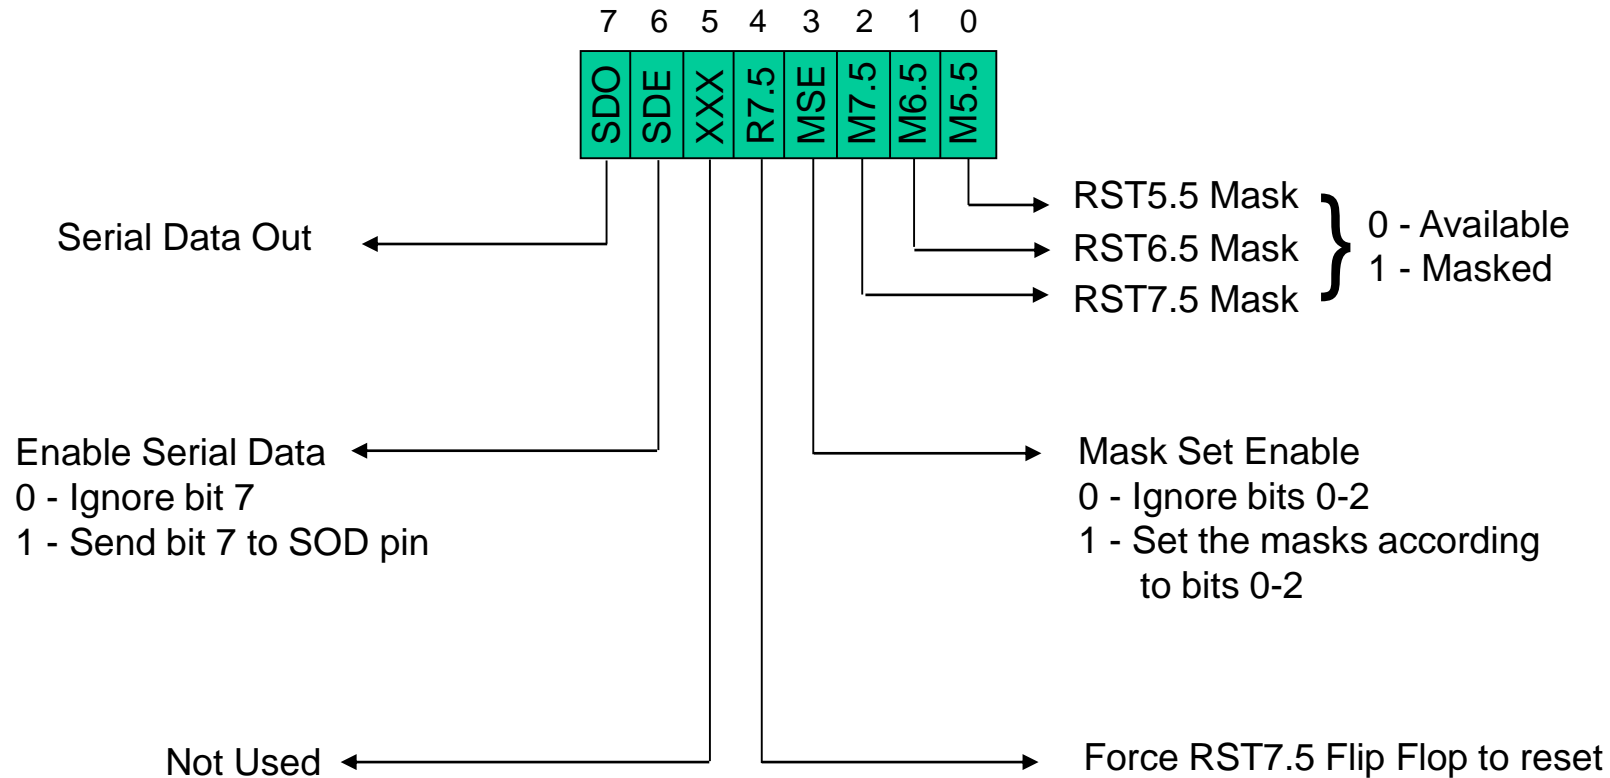 7 6 5 4 3 2 1 0
SDO SDE XXX R7.5 MSE M7.5 M6.5 M5.5
Serial Data Out
RST5.5 Mask
RST6.5 Mask
RST7.5 Mask
}
0 - Available
1 - Masked
Enable Serial Data
0 - Ignore bit 7
1 - Send bit 7 to SOD pin
Mask Set Enable
0 - Ignore bits 0-2
1 - Set the masks according
to bits 0-2
Not Used
Force RST7.5 Flip Flop to reset